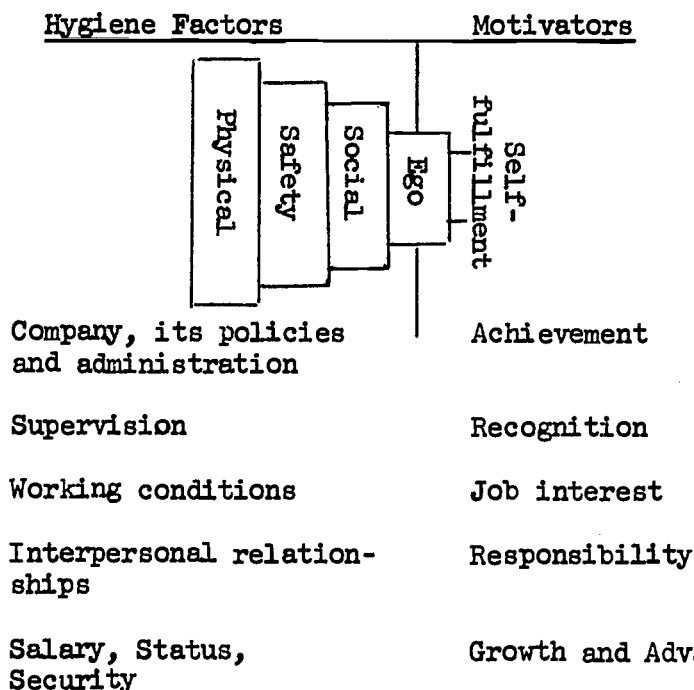 Hygiene Factors
Motivators
Physical
Safety
Social
Ego
Self-
fulfillment
Company, its policies
and administration
Achievement
Supervision
Recognition
Working conditions
Job interest
Interpersonal relation-
ships
Responsibility
Salary, Status,
Security
Growth and